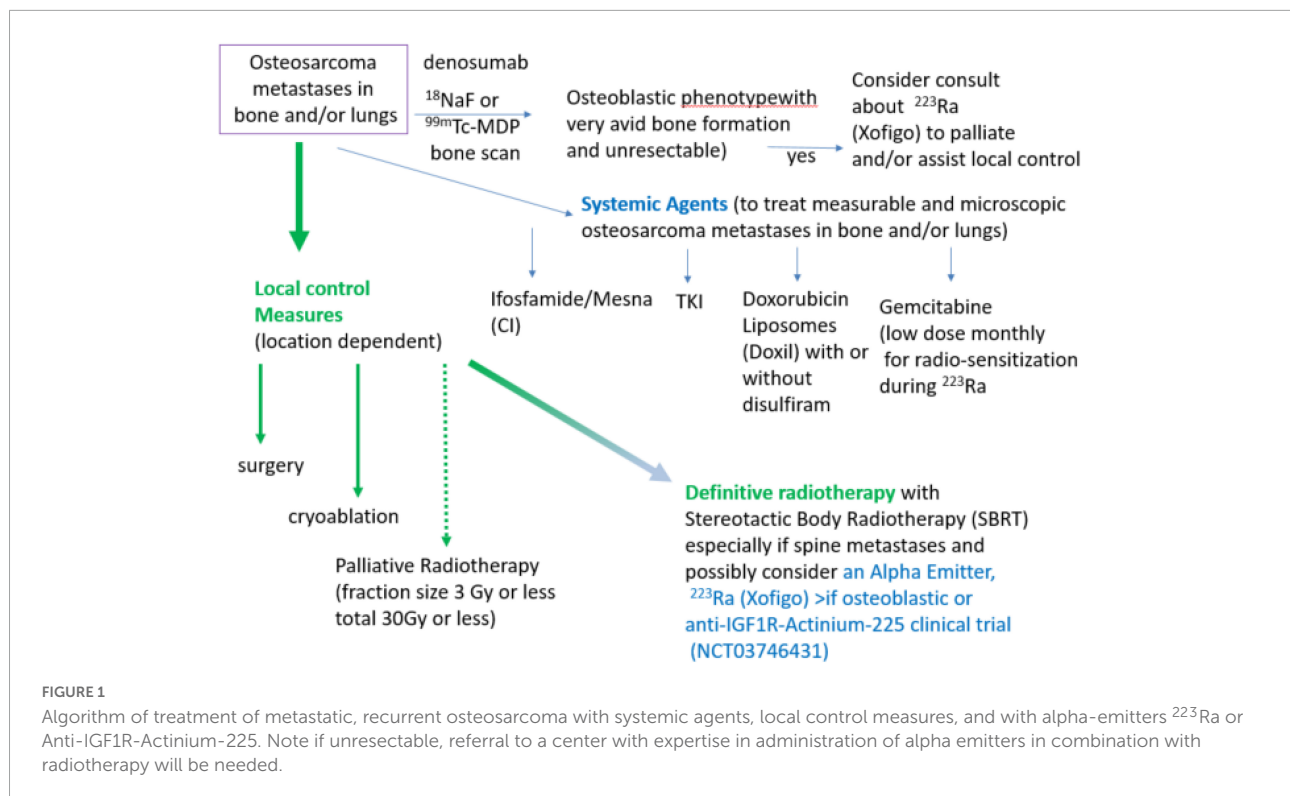 Osteosarcoma
metastases in
bone and/or lungs
denosumab
¹⁸NaF or
⁹⁹ᵐTc-MDP
bone scan
Osteoblastic phenotypewith
very avid bone formation
and unresectable)
yes
Consider consult
about ²²³Ra
(Xofigo) to palliate
and/or assist local control
Systemic Agents (to treat measurable and microscopic
osteosarcoma metastases in bone and/or lungs)
Ifosfamide/Mesna
(CI)
TKI
Doxorubicin
Liposomes
(Doxil) with or
without
disulfiram
Gemcitabine
(low dose monthly
for radio-sensitization
during ²²³Ra
Local control
Measures
(location dependent)
surgery
cryoablation
Palliative Radiotherapy
(fraction size 3 Gy or less
total 30Gy or less)
Definitive radiotherapy with
Stereotactic Body Radiotherapy (SBRT)
especially if spine metastases and
possibly consider an Alpha Emitter,
²²³Ra (Xofigo) >if osteoblastic or
anti-IGF1R-Actinium-225 clinical trial
(NCT03746431)
FIGURE 1
Algorithm of treatment of metastatic, recurrent osteosarcoma with systemic agents, local control measures, and with alpha-emitters ²²³Ra or
Anti-IGF1R-Actinium-225. Note if unresectable, referral to a center with expertise in administration of alpha emitters in combination with
radiotherapy will be needed.